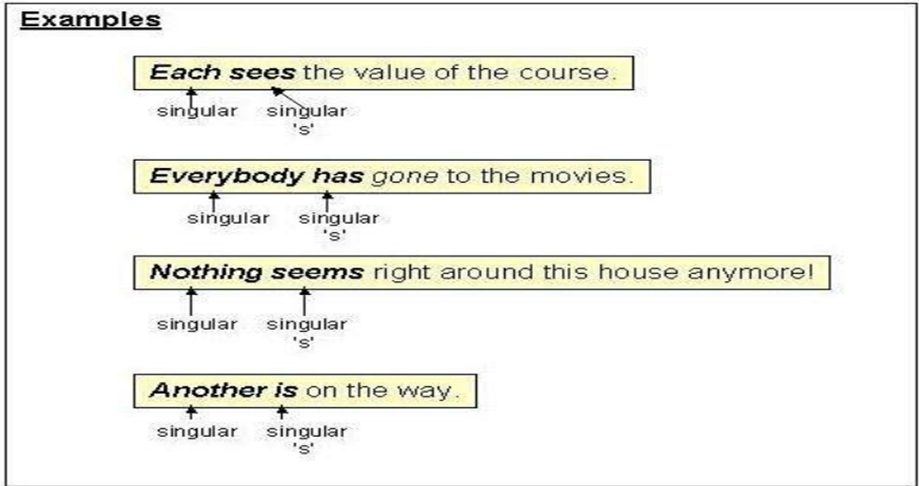 Examples
Each sees the value of the course.
singular singular
's'
Everybody has gone to the movies.
singular singular
's'
Nothing seems right around this house anymore!
singular singular
's'
Another is on the way.
singular singular
's'